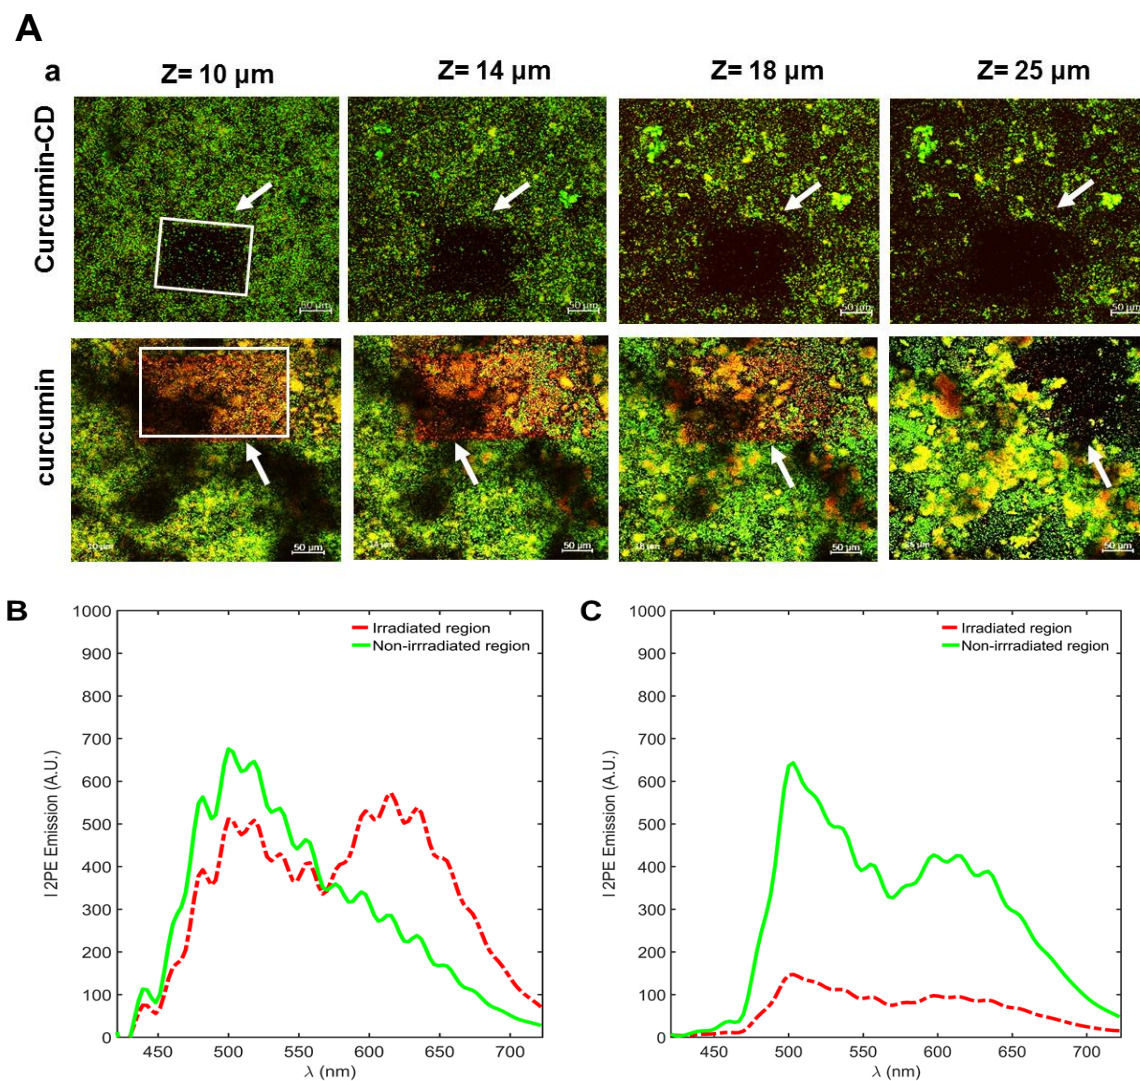 A
a
Z= 10 µm
Z= 14 µm
Z= 18 µm
Z= 25 µm
Curcumin-CD
50 µm
50 µm
50 µm
50 µm
curcumin
50 µm
50 µm
50 µm
50 µm
B
1000
900
800
700
600
500
400
300
200
100
0
450
500
550
600
650
700
I 2PE Emission (A.U.)
λ (nm)
Irradiated region
Non-irrradiated region
C
1000
900
800
700
600
500
400
300
200
100
0
450
500
550
600
650
700
I 2PE Emission (A.U.)
λ (nm)
Irradiated region
Non-irrradiated region